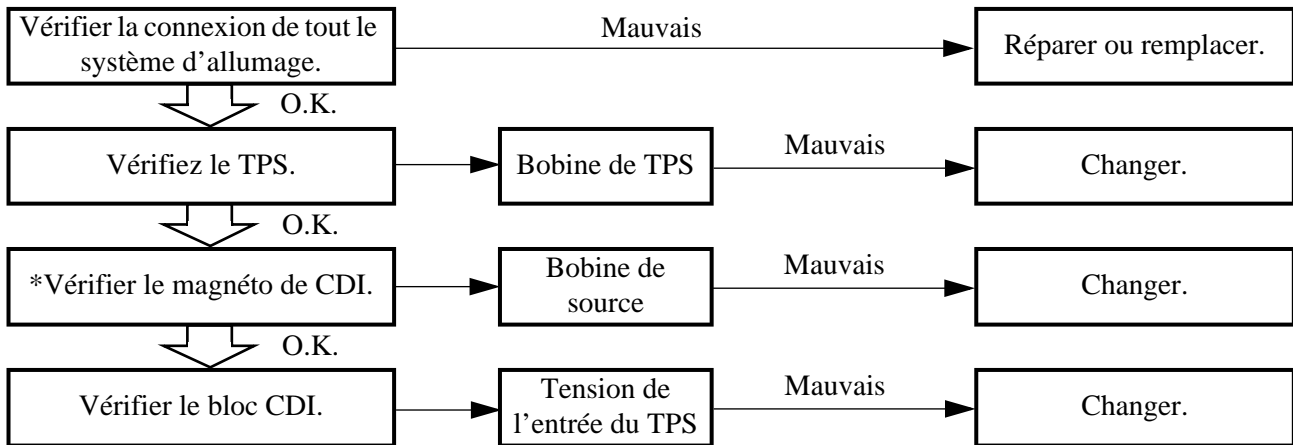 Vérifier la connexion de tout le
système d’allumage.
Mauvais
Réparer ou remplacer.
O.K.
Vérifiez le TPS.
Bobine de TPS
Mauvais
Changer.
O.K.
*Vérifier le magnéto de CDI.
Bobine de
source
Mauvais
Changer.
O.K.
Vérifier le bloc CDI.
Tension de
l’entrée du TPS
Mauvais
Changer.